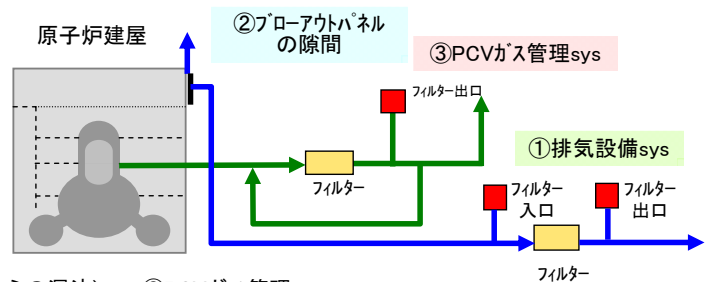 原子炉建屋
②ﾌﾞﾛｰｱｳﾄﾊﾟﾈﾙ
の隙間
③PCVｶﾞｽ管理sys
ﾌｨﾙﾀｰ出口
①排気設備sys
ﾌｨﾙﾀｰ
ﾌｨﾙﾀｰ
入口
ﾌｨﾙﾀｰ
出口
ﾌｨﾙﾀｰ